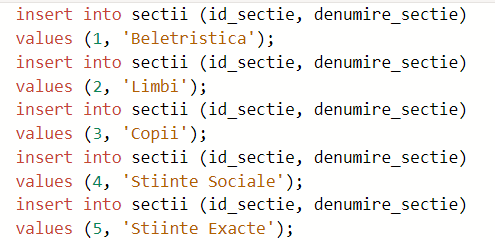 insert into sectii (id_sectie, denumire_sectie)
values (1, 'Beletristica');
insert into sectii (id_sectie, denumire_sectie)
values (2, 'Limbi');
insert into sectii (id_sectie, denumire_sectie)
values (3, 'Copii');
insert into sectii (id_sectie, denumire_sectie)
values (4, 'Stiinte Sociale');
insert into sectii (id_sectie, denumire_sectie)
values (5, 'Stiinte Exacte');